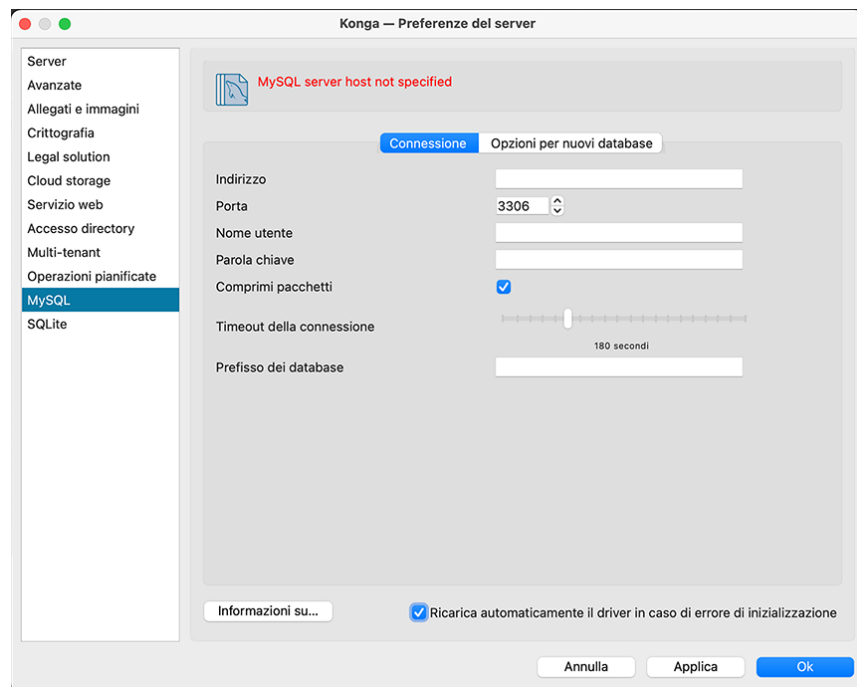 Konga — Preferenze del server
Server
Avanzate
Allegati e immagini
Crittografia
Legal solution
Cloud storage
Servizio web
Accesso directory
Multi-tenant
Operazioni pianificate
MySQL
SQLite
MySQL server host not specified
Connessione
Opzioni per nuovi database
Indirizzo
Porta
3306
Nome utente
Parola chiave
Comprimi pacchetti
Timeout della connessione
180 secondi
Prefisso dei database
Informazioni su...
Ricarica automaticamente il driver in caso di errore di inizializzazione
Annulla
Applica
Ok